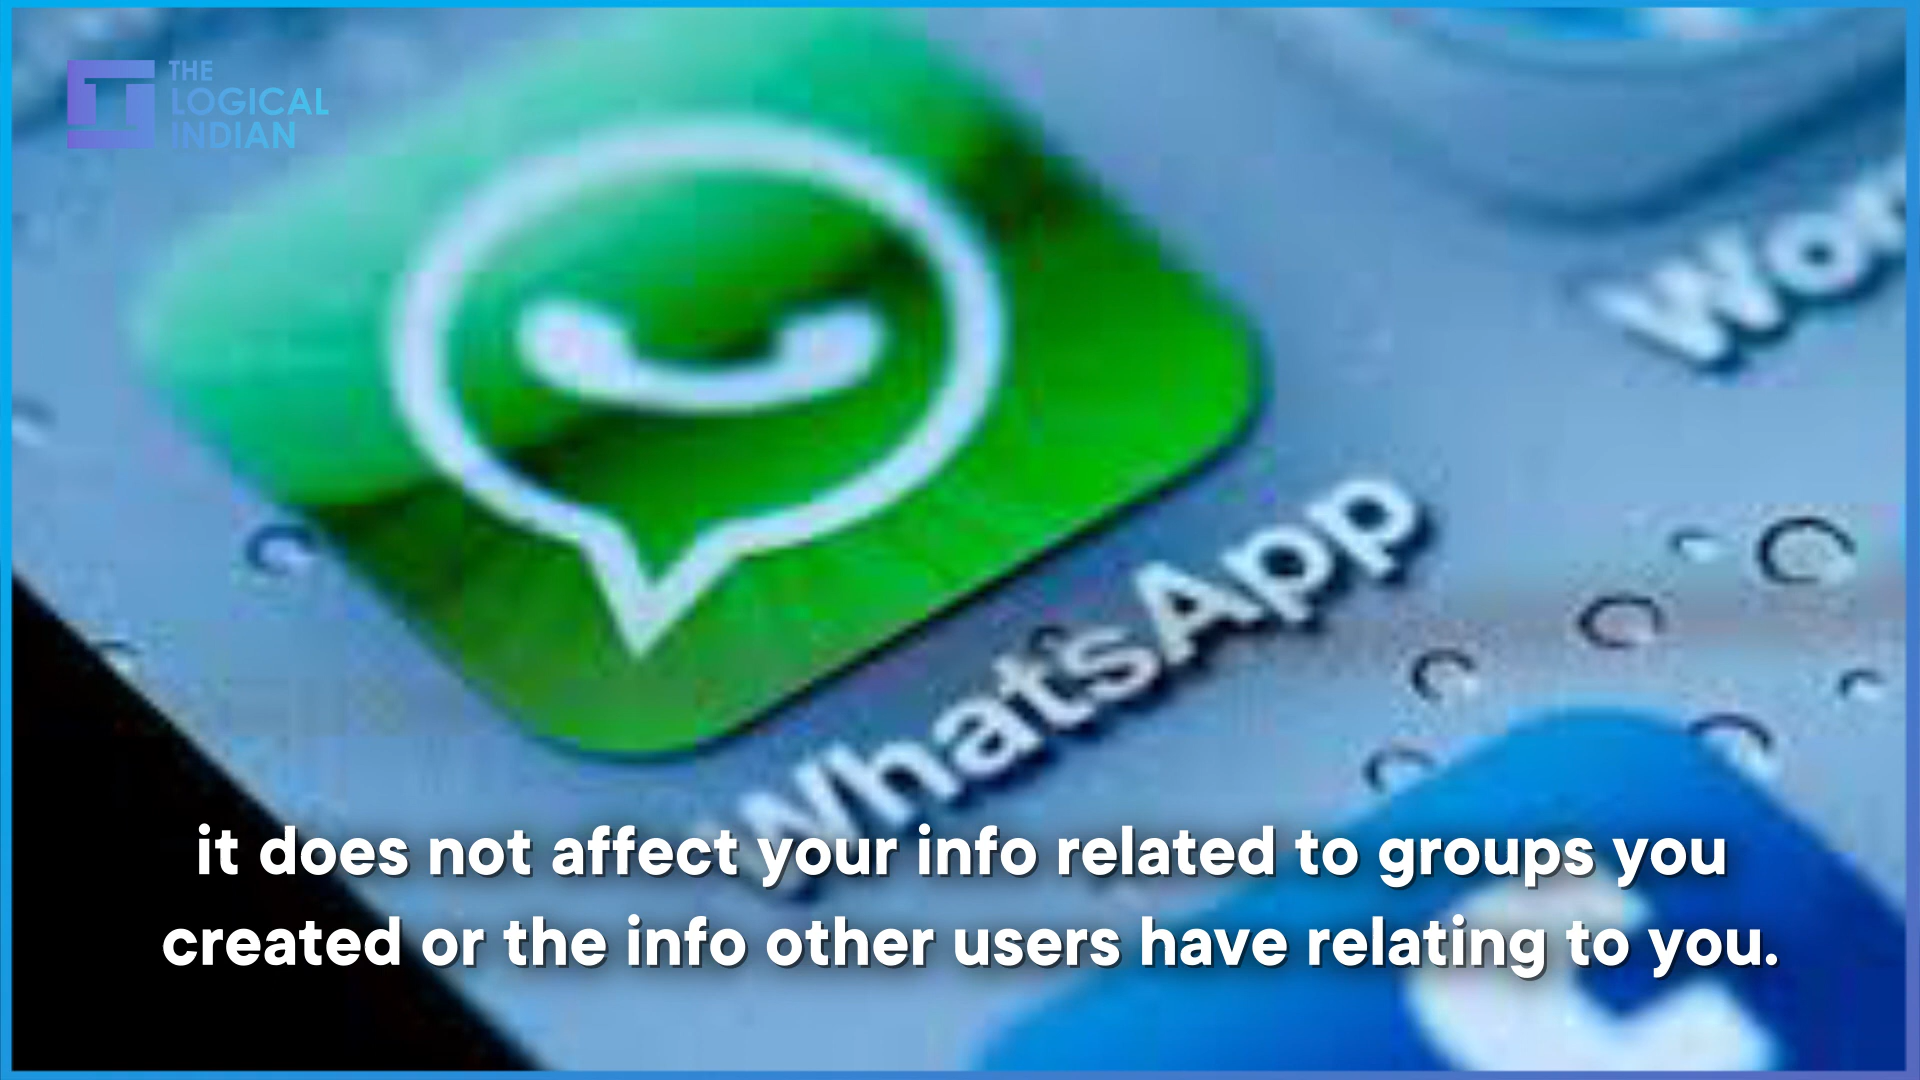 THE
LOGICAL
INDIAN
Wor
WhatsApp
it does not affect your info related to groups you
created or the info other users have relating to you.